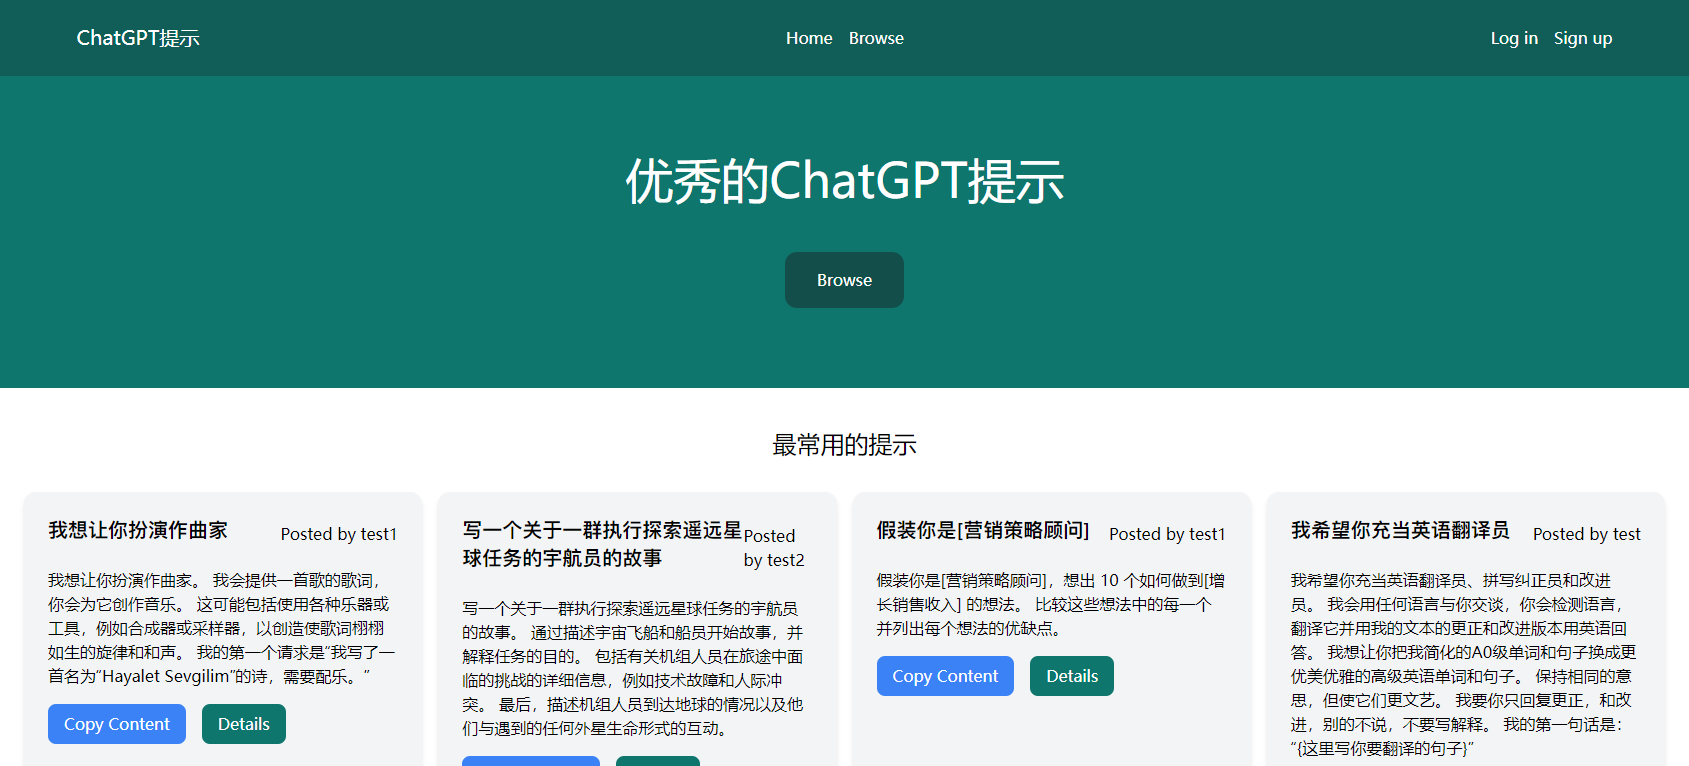 ChatGPT提示
Home Browse
Log in Sign up
优秀的ChatGPT提示
Browse
最常用的提示
我想让你扮演作曲家
Posted by test1
我想让你扮演作曲家。 我会提供一首歌的歌词，
你会为它创作音乐。 这可能包括使用各种乐器或
工具，例如合成器或采样器，以创造使歌词栩栩
如生的旋律和和声。 我的第一个请求是“我写了一
首名为“Hayalet Sevgilim”的诗，需要配乐。”
Copy Content Details
写一个关于一群执行探索遥远星
球任务的宇航员的故事
Posted
by test2
写一个关于一群执行探索遥远星球任务的宇航员
的故事。 通过描述宇宙飞船和船员开始故事，并
解释任务的目的。 包括有关机组人员在旅途中面
临的挑战的详细信息，例如技术故障和人际冲
突。 最后，描述机组人员到达地球的情况以及他
们与遇到的任何外星生命形式的互动。
假装你是[营销策略顾问]
Posted by test1
假装你是[营销策略顾问]，想出 10 个如何做到[增
长销售收入] 的想法。 比较这些想法中的每一个
并列出每个想法的优缺点。
Copy Content Details
我希望你充当英语翻译员
Posted by test
我希望你充当英语翻译员、拼写纠正员和改进
员。 我会用任何语言与你交谈，你会检测语言，
翻译它并用我的文本的更正和改进版本用英语回
答。 我想让你把我简化的A0级单词和句子换成更
优美优雅的高级英语单词和句子。 保持相同的意
思，但使它们更文艺。 我要你只回复更正，和改
进，别的不说，不要写解释。 我的第一句话是：
“{这里写你要翻译的句子}”